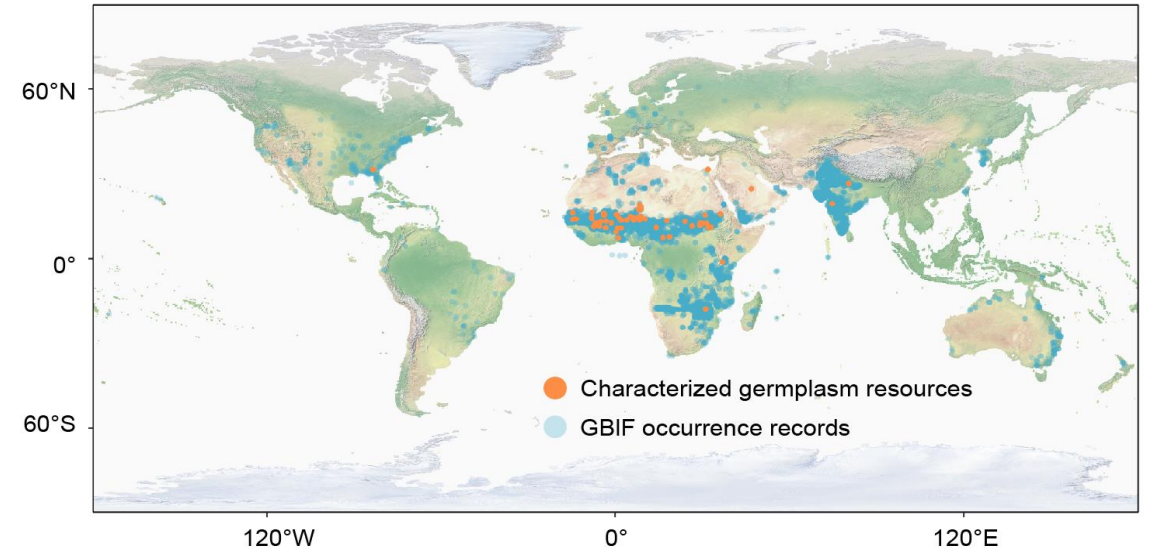 60°N
0°
60°S
Characterized germplasm resources
GBIF occurrence records
120°W
0°
120°E